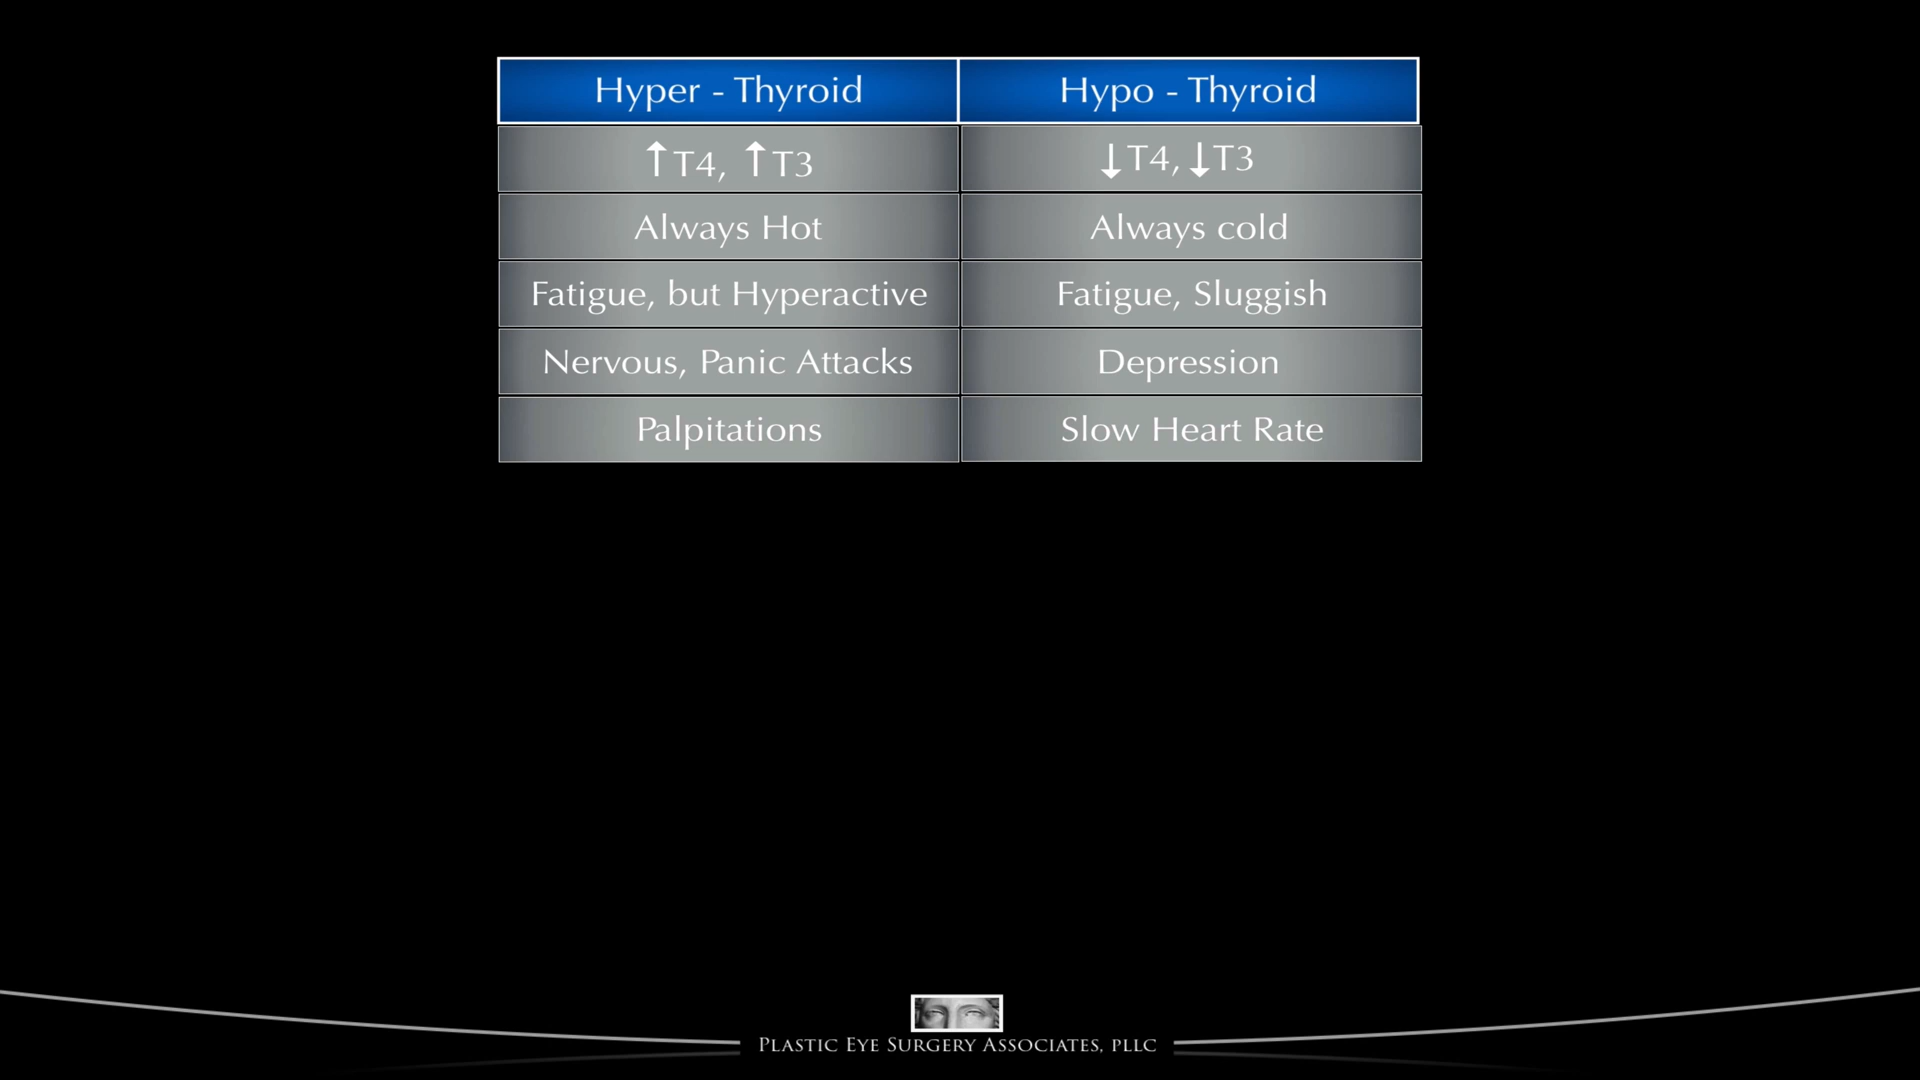 Hyper - Thyroid Hypo - Thyroid
↑T4, ↑T3 ↓T4,↓T3
Always Hot Always cold
Fatigue, but Hyperactive Fatigue, Sluggish
Nervous, Panic Attacks Depression
Palpitations Slow Heart Rate
Plastic Eye Surgery Associates, PLLC